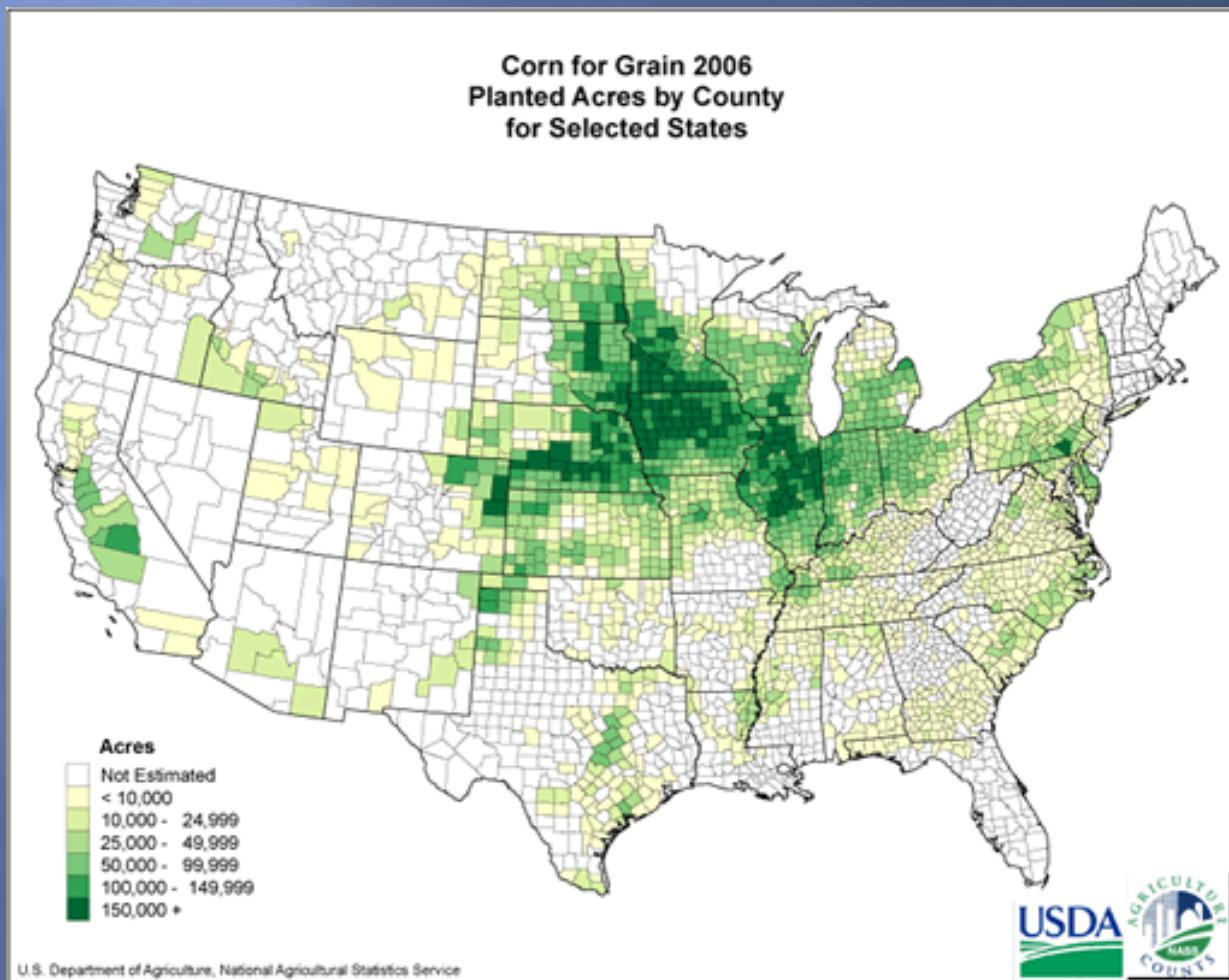 Corn for Grain 2006
Planted Acres by County
for Selected States
Acres
Not Estimated
< 10,000
10,000 - 24,999
25,000 - 49,999
50,000 - 99,999
100,000 - 149,999
150,000 +
USDA
AGRICULTURE
NASS
COUNTS
U.S. Department of Agriculture, National Agricultural Statistics Service